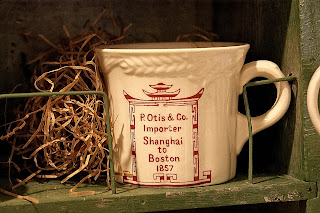 P. Otis & Co.
Importer
Shanghai
to
Boston
1857